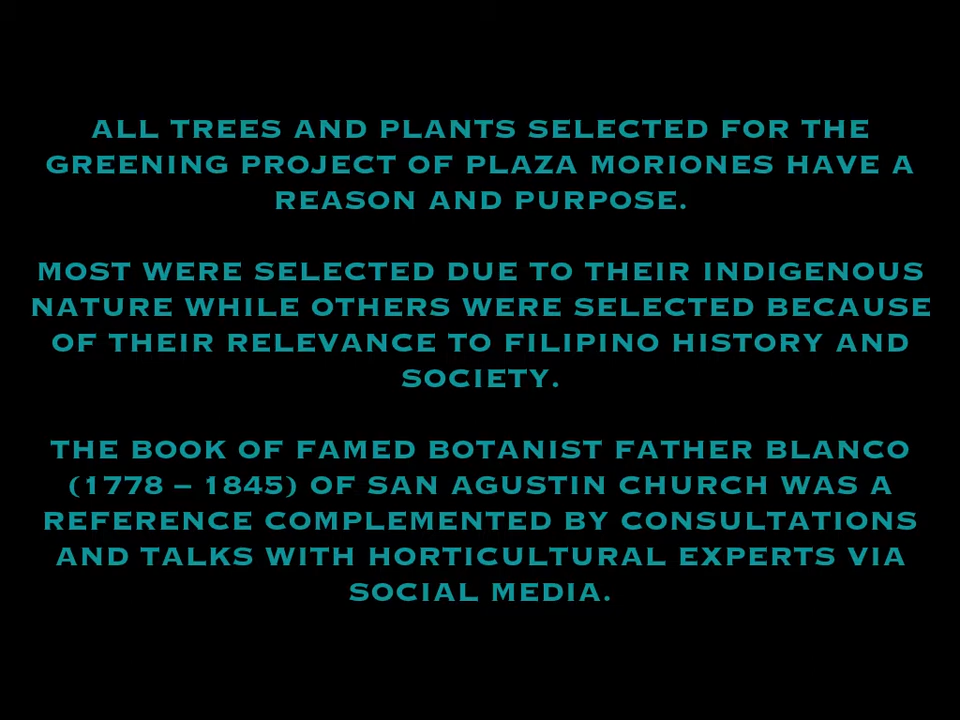 ALL TREES AND PLANTS SELECTED FOR THE
GREENING PROJECT OF PLAZA MORIONES HAVE A
REASON AND PURPOSE.
MOST WERE SELECTED DUE TO THEIR INDIGENOUS
NATURE WHILE OTHERS WERE SELECTED BECAUSE
OF THEIR RELEVANCE TO FILIPINO HISTORY AND
SOCIETY.
THE BOOK OF FAMED BOTANIST FATHER BLANCO
(1778 – 1845) OF SAN AGUSTIN CHURCH WAS A
REFERENCE COMPLEMENTED BY CONSULTATIONS
AND TALKS WITH HORTICULTURAL EXPERTS VIA
SOCIAL MEDIA.